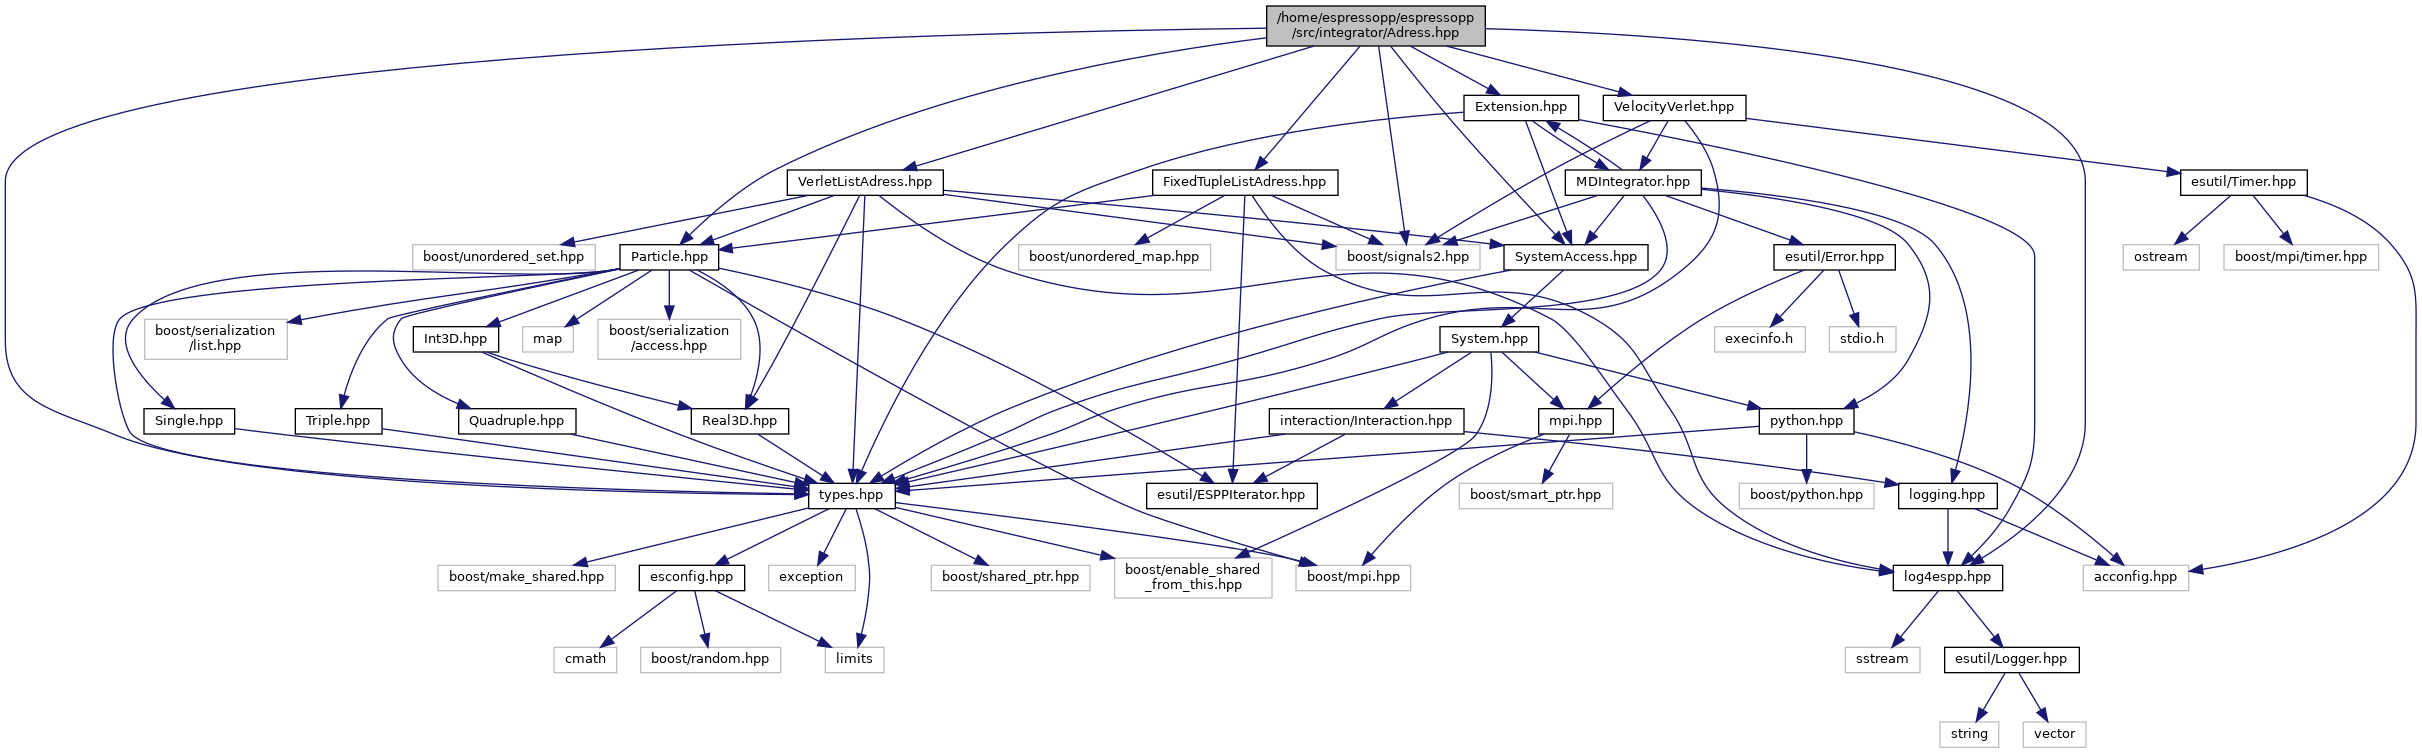 /home/espressopp/espressopp
/src/integrator/Adress.hpp
Extension.hpp
VelocityVerlet.hpp
VerletListAdress.hpp
FixedTupleListAdress.hpp
MDIntegrator.hpp
esutil/Timer.hpp
boost/unordered_set.hpp
Particle.hpp
boost/unordered_map.hpp
boost/signals2.hpp
SystemAccess.hpp
esutil/Error.hpp
ostream
boost/mpi/timer.hpp
boost/serialization
/list.hpp
Int3D.hpp
map
boost/serialization
/access.hpp
System.hpp
execinfo.h
stdio.h
Single.hpp
Triple.hpp
Quadruple.hpp
Real3D.hpp
interaction/Interaction.hpp
mpi.hpp
python.hpp
types.hpp
esutil/ESPPIterator.hpp
boost/smart_ptr.hpp
boost/python.hpp
logging.hpp
boost/make_shared.hpp
esconfig.hpp
exception
boost/shared_ptr.hpp
boost/enable_shared
_from_this.hpp
boost/mpi.hpp
log4espp.hpp
acconfig.hpp
cmath
boost/random.hpp
limits
sstream
esutil/Logger.hpp
string
vector